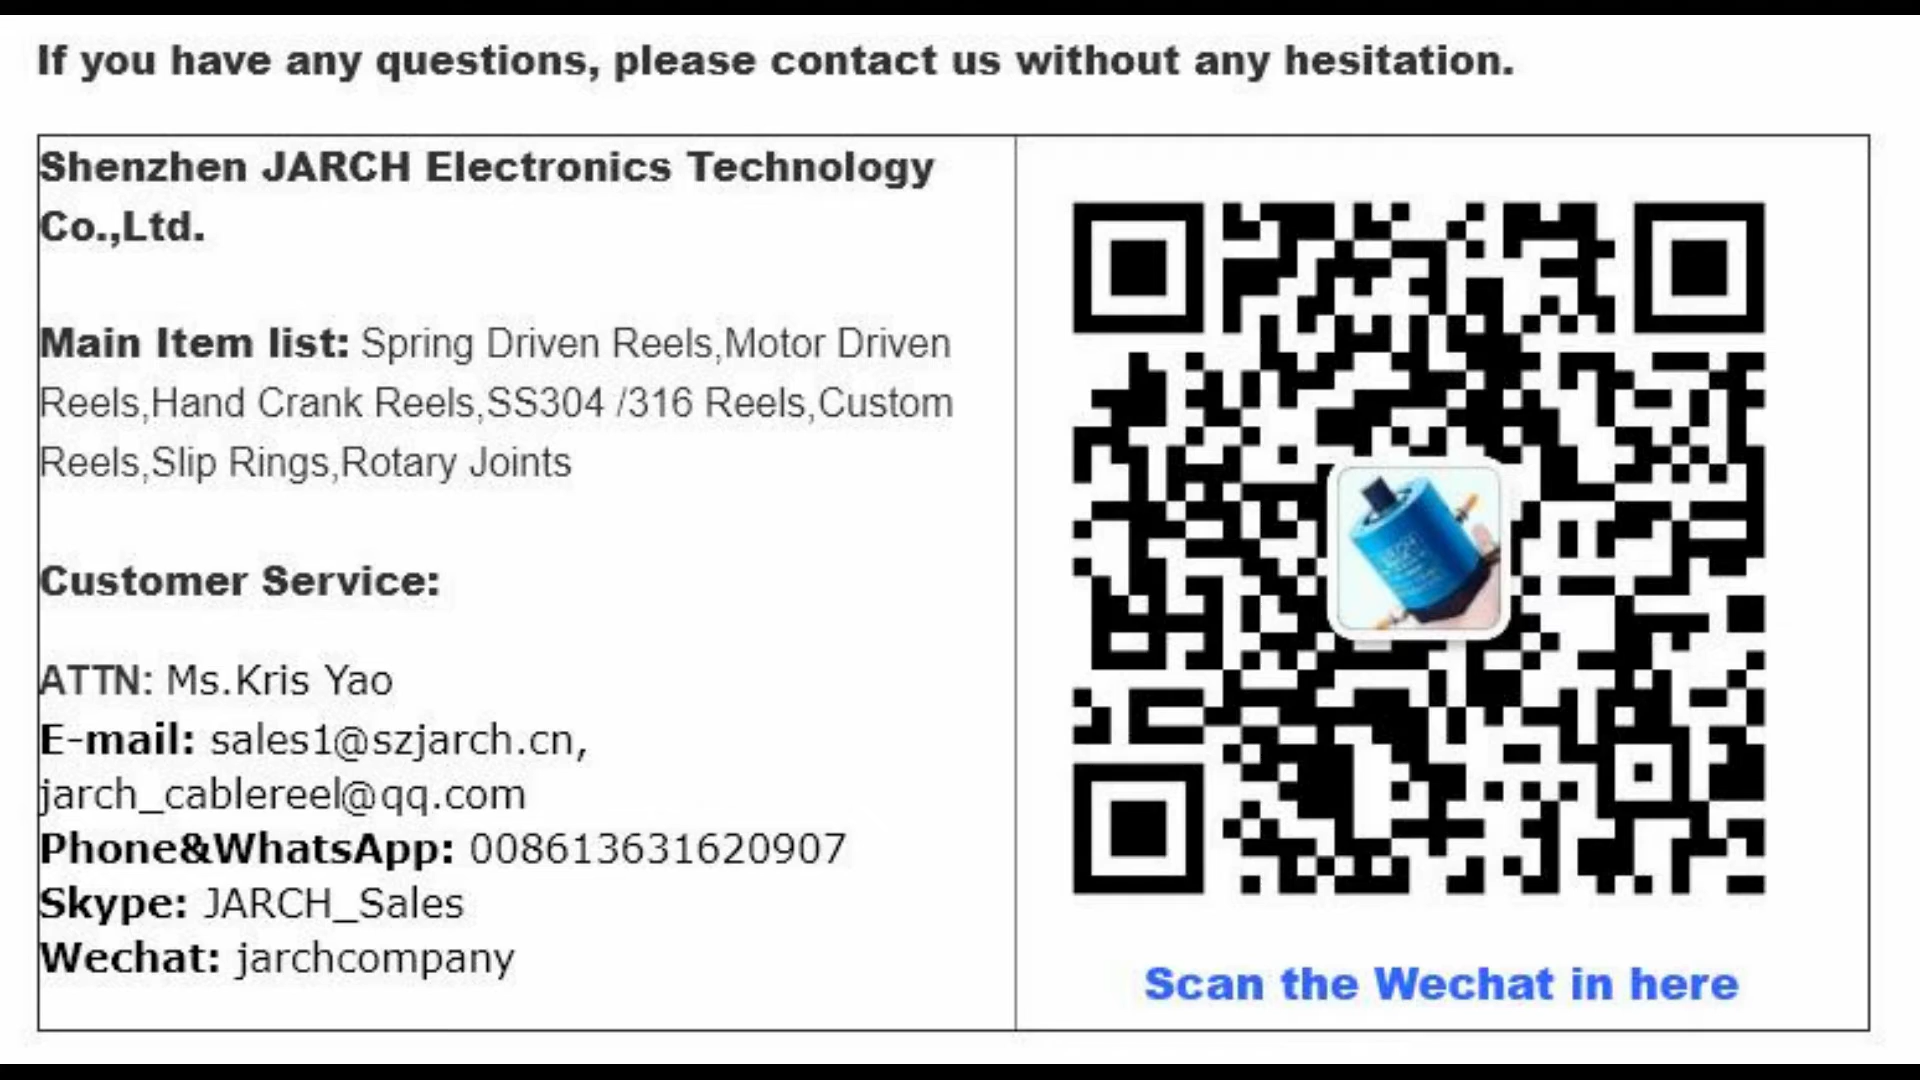 If you have any questions, please contact us without any hesitation.
Shenzhen JARCH Electronics Technology
Co.,Ltd.
Main Item list: Spring Driven Reels,Motor Driven
Reels,Hand Crank Reels,SS304 /316 Reels,Custom
Reels,Slip Rings,Rotary Joints
Customer Service:
ATTN: Ms.Kris Yao
E-mail: sales1@szjarch.cn,
jarch_cablereel@qq.com
Phone&WhatsApp: 008613631620907
Skype: JARCH_Sales
Wechat: jarchcompany
Scan the Wechat in here